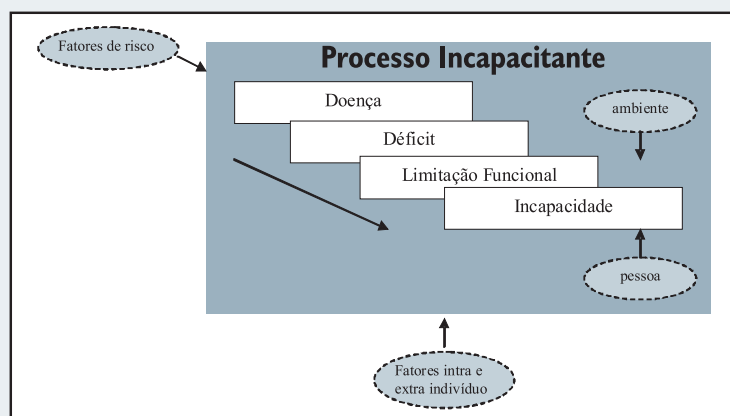 Fatores de risco
Processo Incapacitante
Doença
ambiente
Déficit
Limitação Funcional
Incapacidade
pessoa
Fatores intra e
extra indivíduo